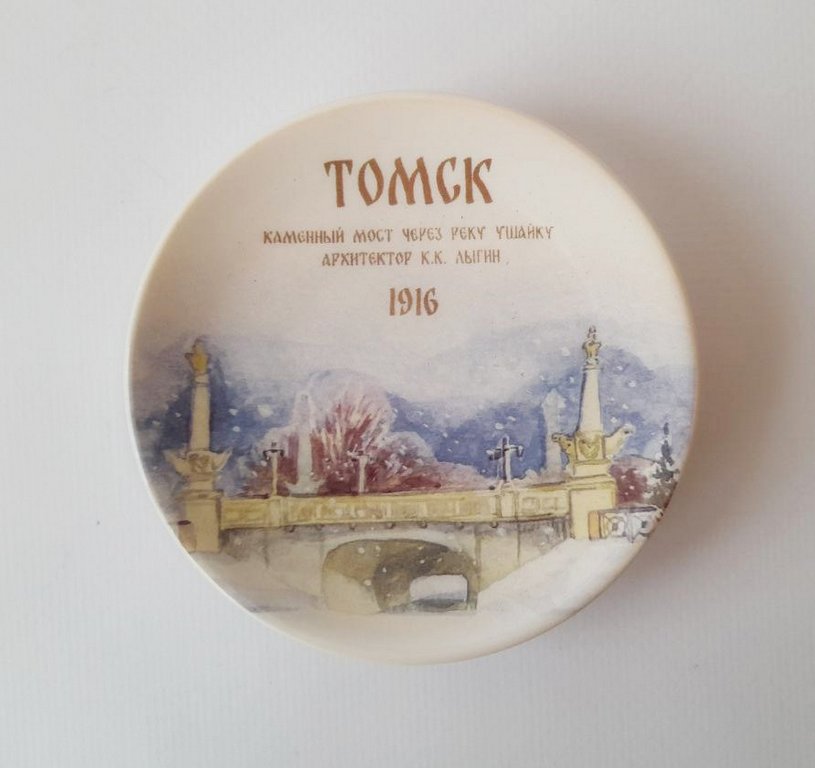 ТОМСК
КАМЕННЫЙ МОСТ ЧЕРЕЗ РЕКУ УШАЙКУ
АРХИТЕКТОР К.К. ЛЫГИН
1916